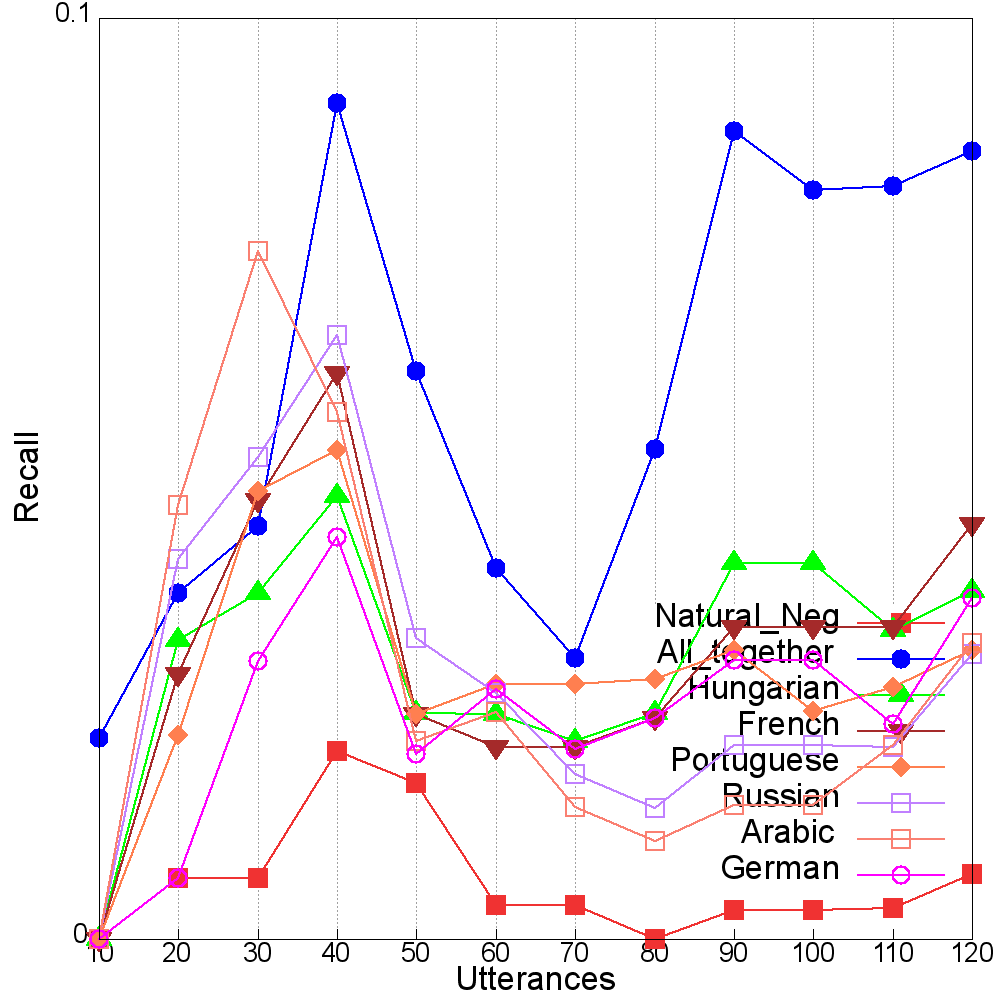 0.1
Recall
Natural_Neg
All_together
Hungarian
French
Portuguese
Russian
Arabic
German
0
10 20 30 40 50 60 70 80 90 100 110 120
Utterances